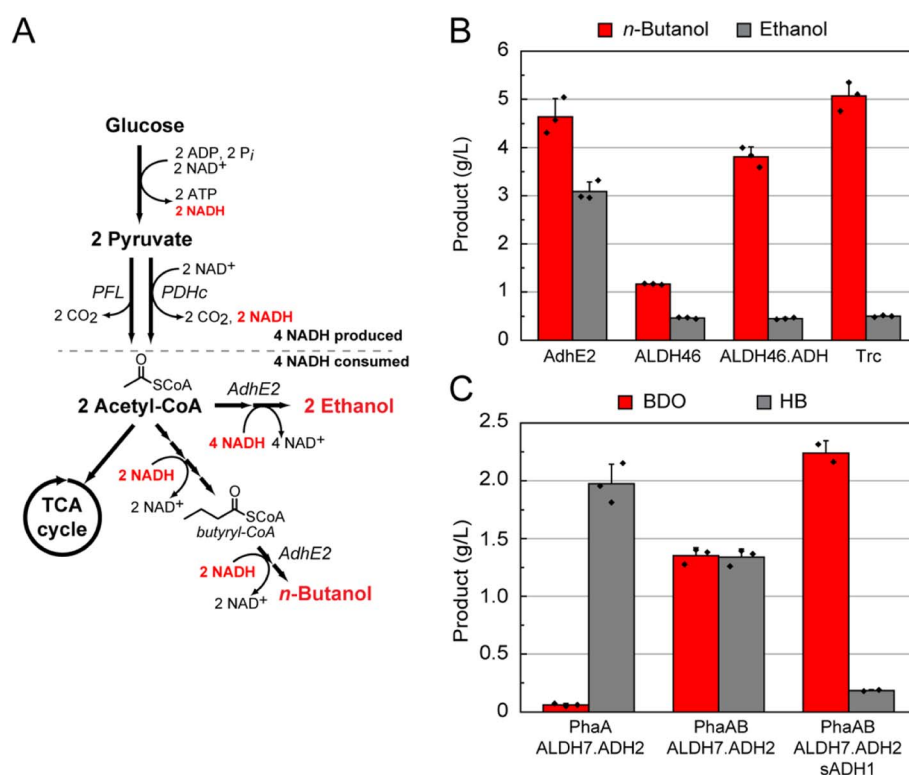 A
Glucose
2 ADP, 2 Pi
2 NAD+
2 ATP
2 NADH
2 Pyruvate
2 NAD+
PFL
PDHc
2 CO2
2 CO2, 2 NADH
4 NADH produced
4 NADH consumed
O
SCoA
2 Acetyl-CoA
AdhE2
2 Ethanol
4 NADH
4 NAD+
2 NADH
2 NAD+
TCA
cycle
O
SCoA
butyryl-CoA
AdhE2
2 NADH
2 NAD+
n-Butanol
B
n-Butanol
Ethanol
Product (g/L)
6
5
4
3
2
1
0
AdhE2
ALDH46
ALDH46.ADH
Trc
C
BDO
HB
Product (g/L)
2.5
2.0
1.5
1.0
0.5
0
PhaA
ALDH7.ADH2
PhaAB
ALDH7.ADH2
PhaAB
ALDH7.ADH2
sADH1